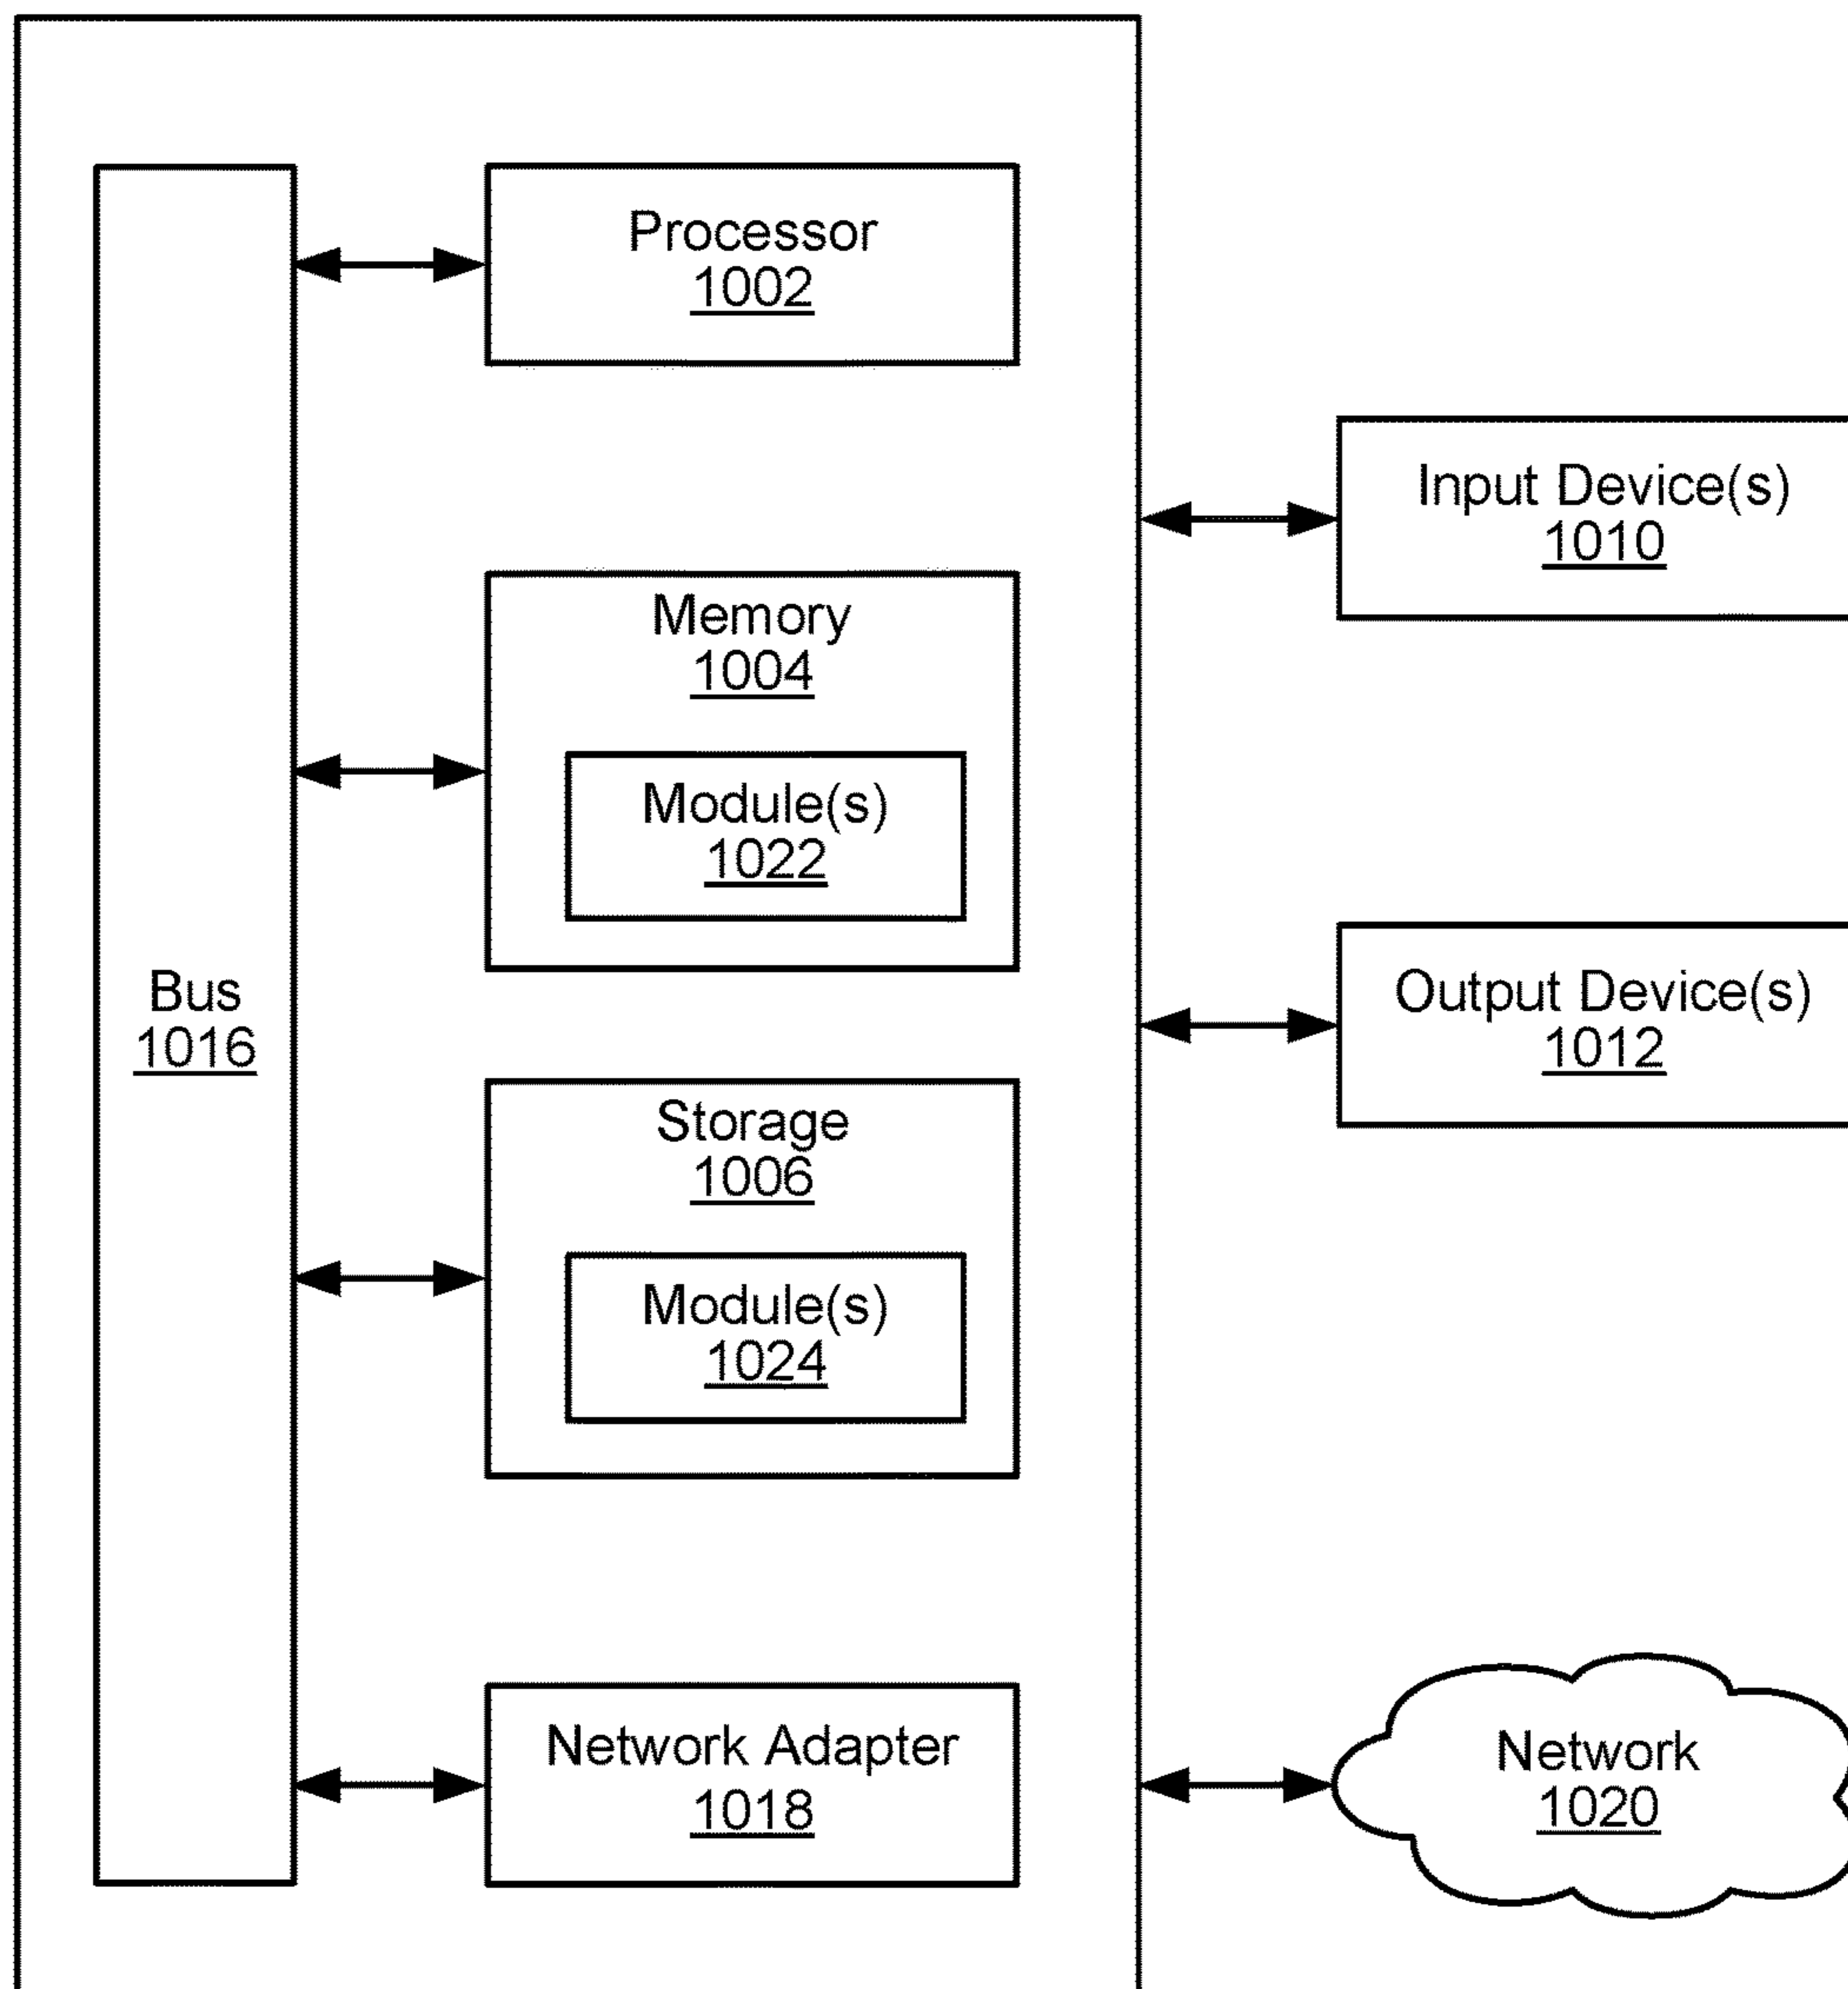 Processor
1002
Input Device(s)
1010
Memory
1004
Module(s)
1022
Bus
1016
Output Device(s)
1012
Storage
1006
Module(s)
1024
Network Adapter
1018
Network
1020